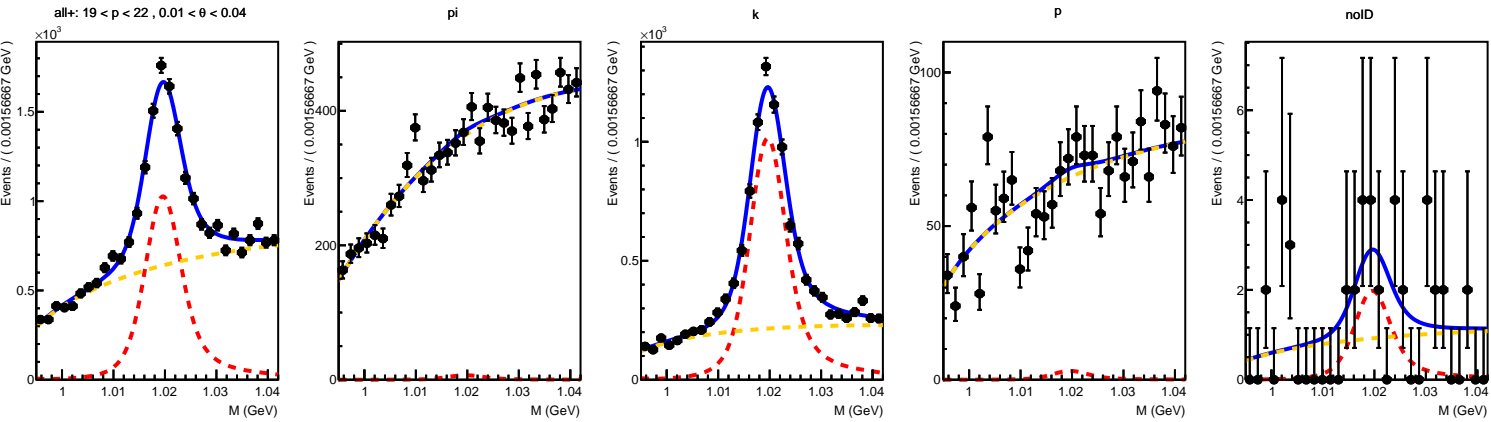 all+: 19 < p < 22 , 0.01 < θ < 0.04
×10³
Events / ( 0.00156667 GeV )
1.5
1
0.5
0
1 1.01 1.02 1.03 1.04
M (GeV)
pi
Events / ( 0.00156667 GeV )
400
200
0
1 1.01 1.02 1.03 1.04
M (GeV)
k
×10³
Events / ( 0.00156667 GeV )
1
0.5
0
1 1.01 1.02 1.03 1.04
M (GeV)
p
Events / ( 0.00156667 GeV )
100
50
0
1 1.01 1.02 1.03 1.04
M (GeV)
noID
Events / ( 0.00156667 GeV )
6
4
2
0
1 1.01 1.02 1.03 1.04
M (GeV)